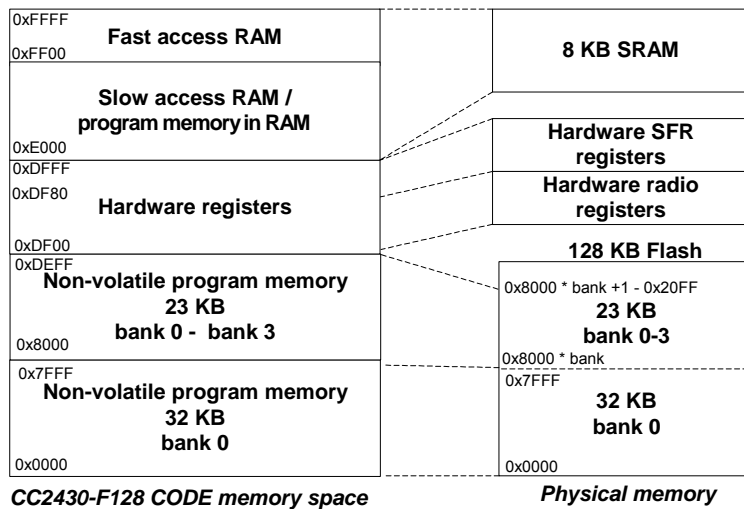 0xFFFF
Fast access RAM
0xFF00
Slow access RAM /
program memory in RAM
0xE000
0xDFFF
0xDF80
Hardware registers
0xDF00
0xDEFF
Non-volatile program memory
23 KB
bank 0 - bank 3
0x8000
0x7FFF
Non-volatile program memory
32 KB
bank 0
0x0000
CC2430-F128 CODE memory space
8 KB SRAM
Hardware SFR
registers
Hardware radio
registers
128 KB Flash
0x8000 * bank +1 - 0x20FF
23 KB
bank 0-3
0x8000 * bank
0x7FFF
32 KB
bank 0
0x0000
Physical memory